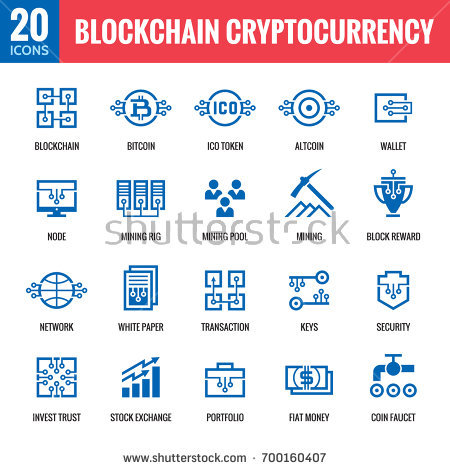 20 ICONS
BLOCKCHAIN CRYPTOCURRENCY
B
ICO
BLOCKCHAIN BITCOIN ICO TOKEN ALTCOIN WALLET
NODE MINING RIG MINING POOL MINING BLOCK REWARD
shutterstock
NETWORK WHITE PAPER TRANSACTION KEYS SECURITY
$
INVEST TRUST STOCK EXCHANGE PORTFOLIO FIAT MONEY COIN FAUCET
www.shutterstock.com · 700160407